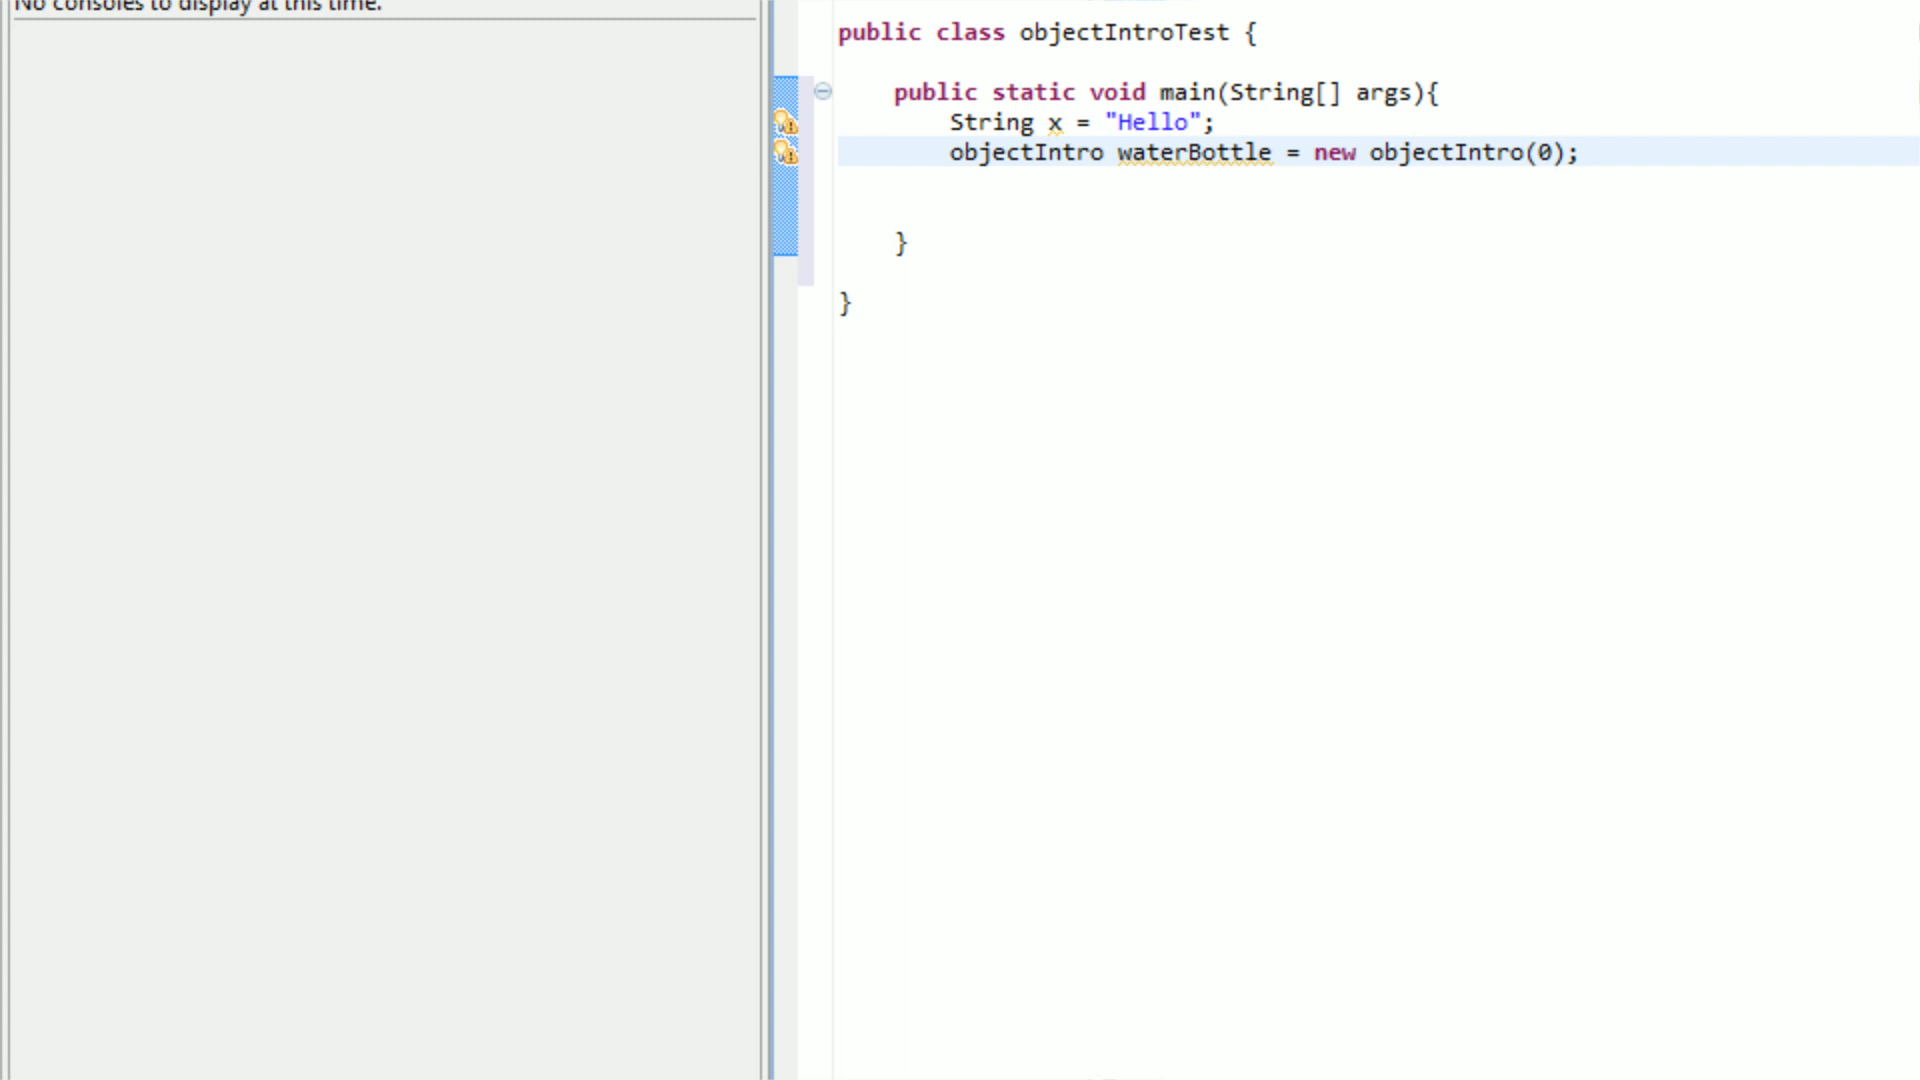 No consoles to display at this time.
public class objectIntroTest {
public static void main(String[] args){
String x = "Hello";
objectIntro waterBottle = new objectIntro(0);
}
}